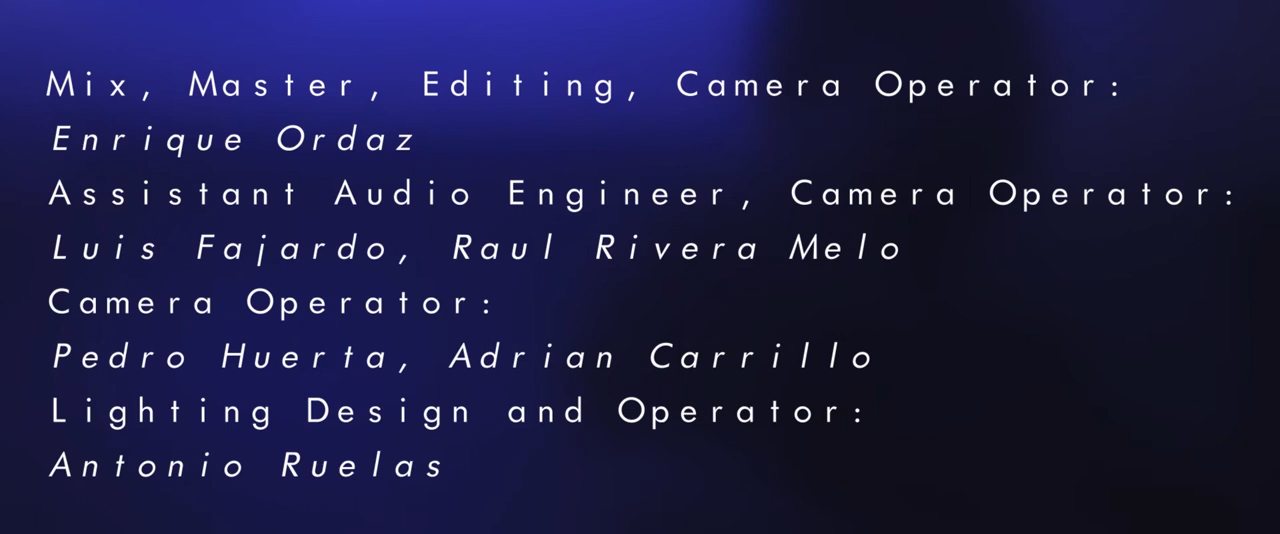 Mix, Master, Editing, Camera Operator:
Enrique Ordaz
Assistant Audio Engineer, Camera Operator:
Luis Fajardo, Raul Rivera Melo
Camera Operator:
Pedro Huerta, Adrian Carrillo
Lighting Design and Operator:
Antonio Ruelas